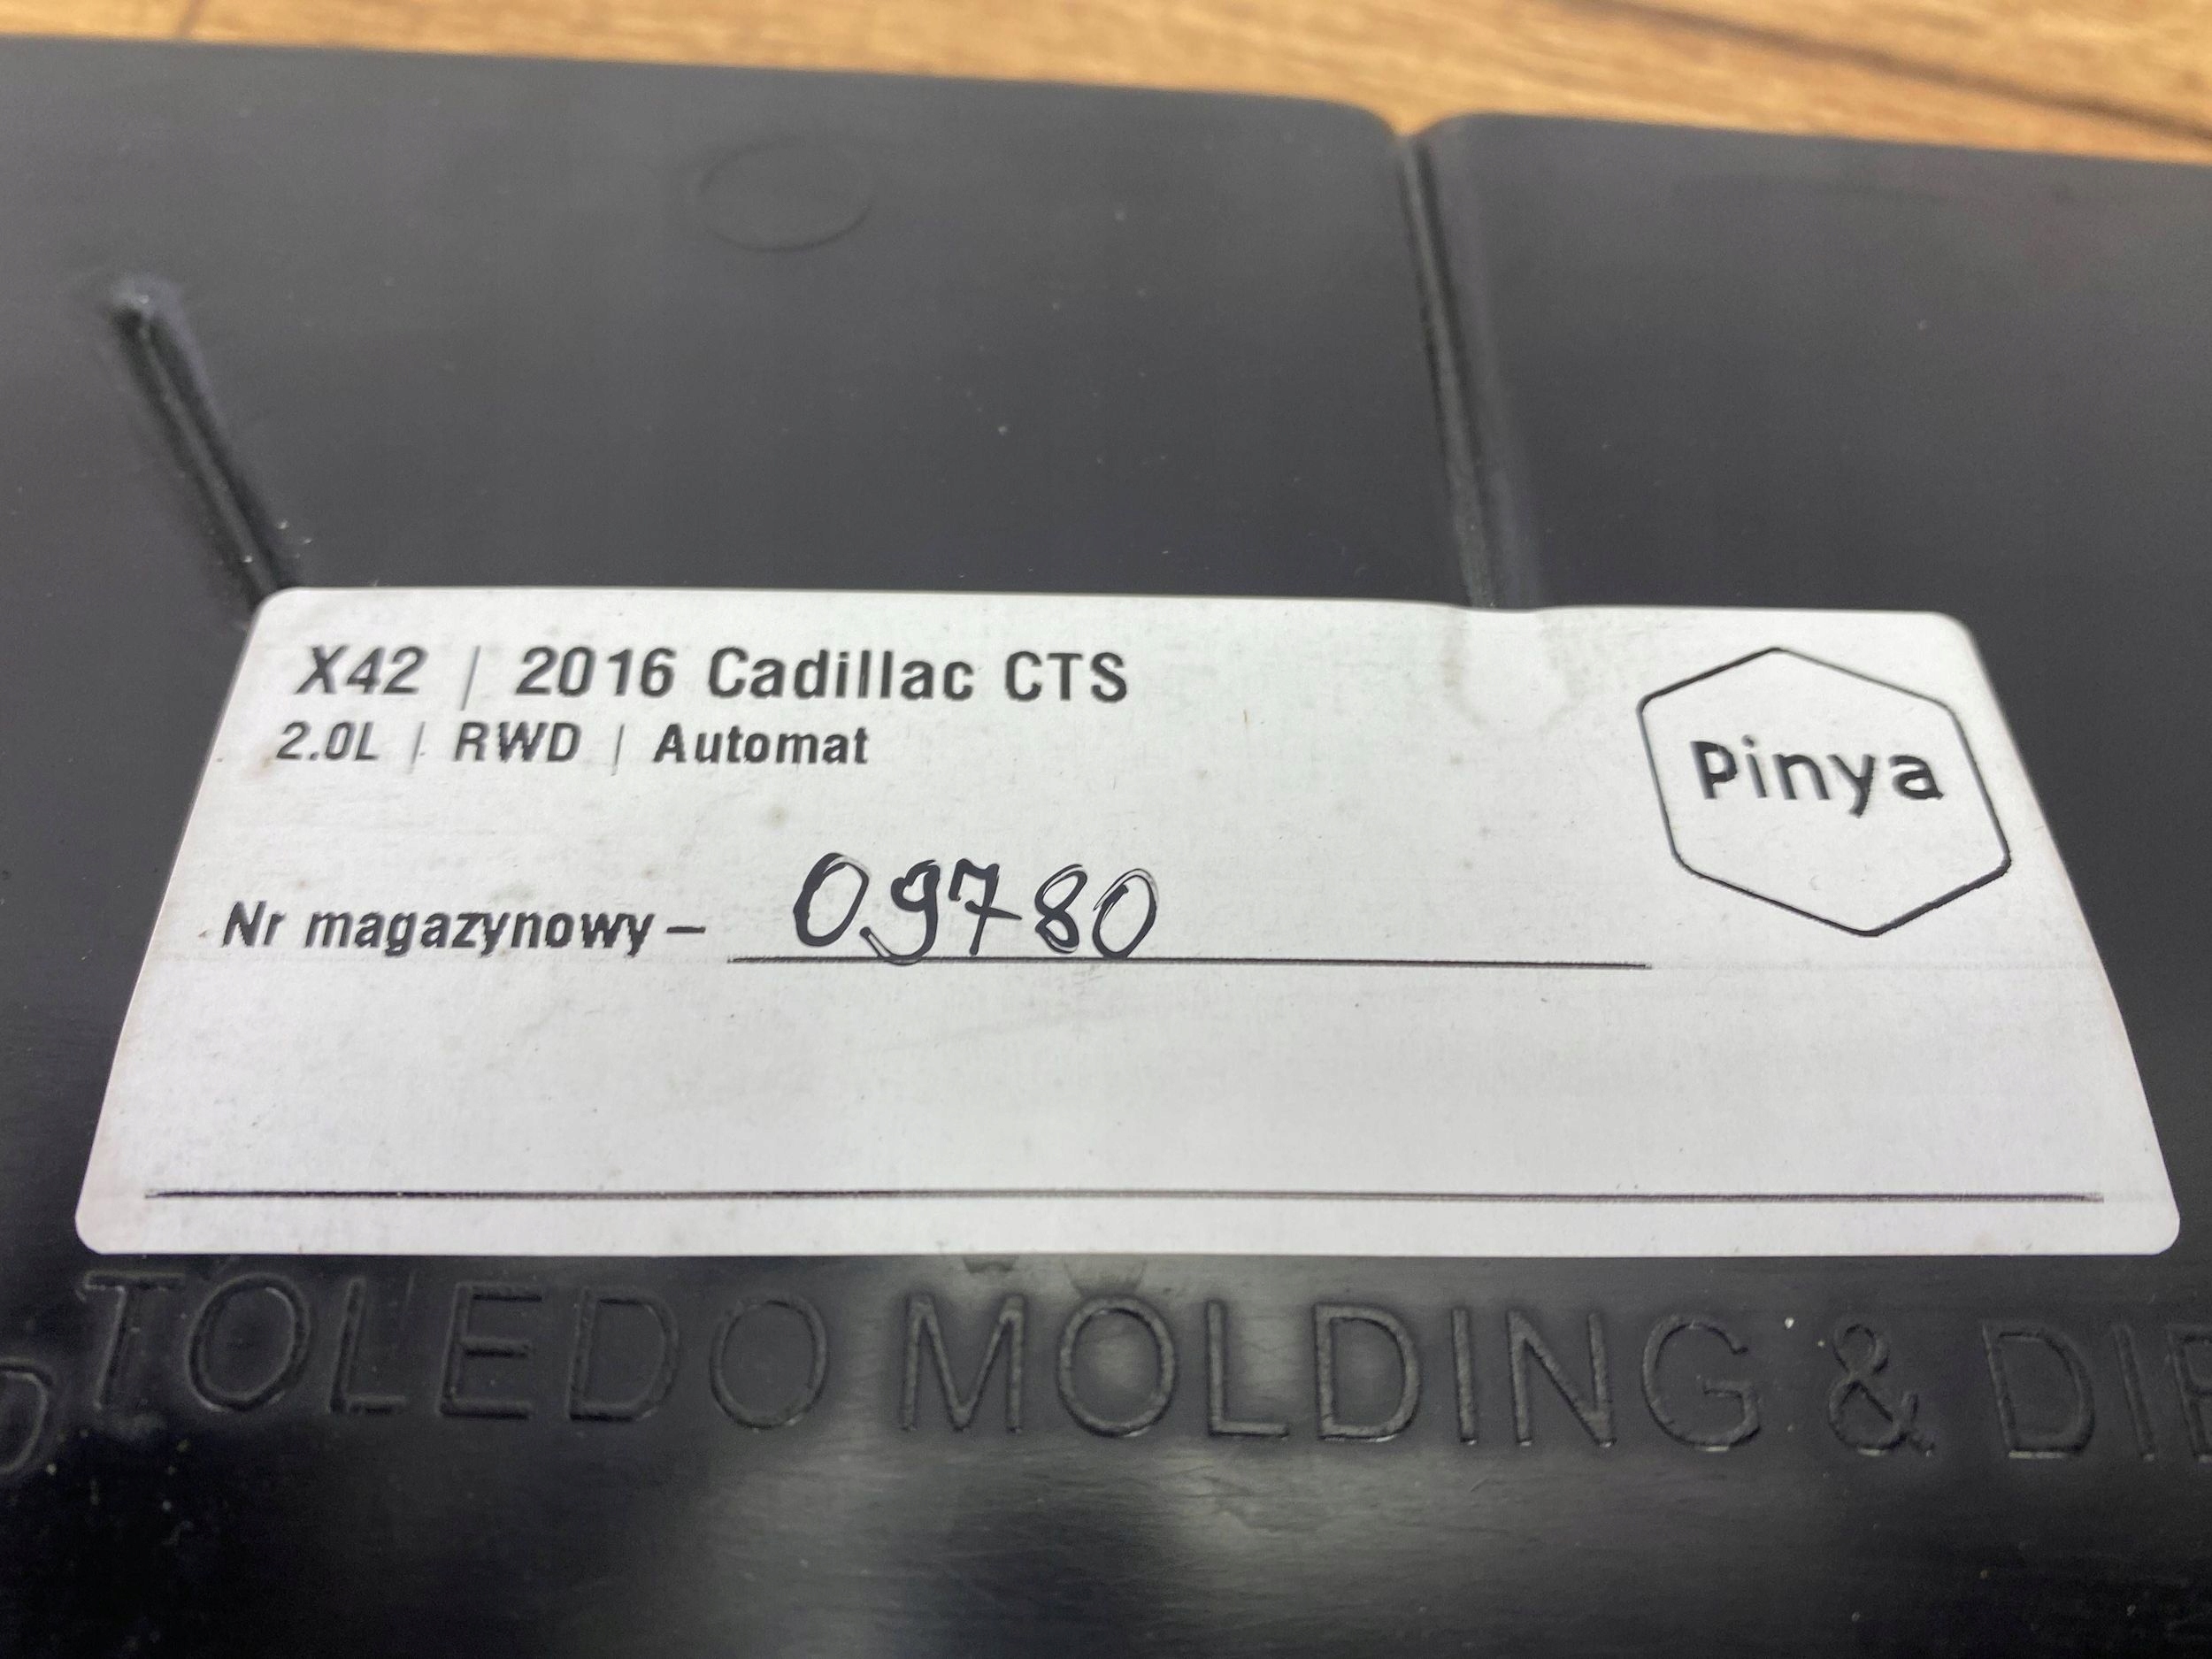 X42 | 2016 Cadillac CTS
2.0L | RWD | Automat
Pinya
Nr magazynowy – 09780
TOLEDO MOLDING &